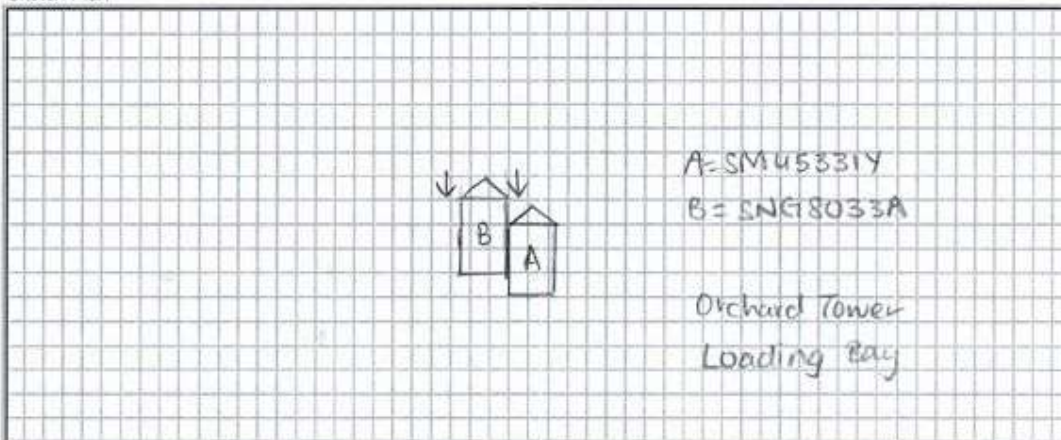 A=SMU5331Y
B=SNG8033A
B
A
Orchard Tower
Loading Bay